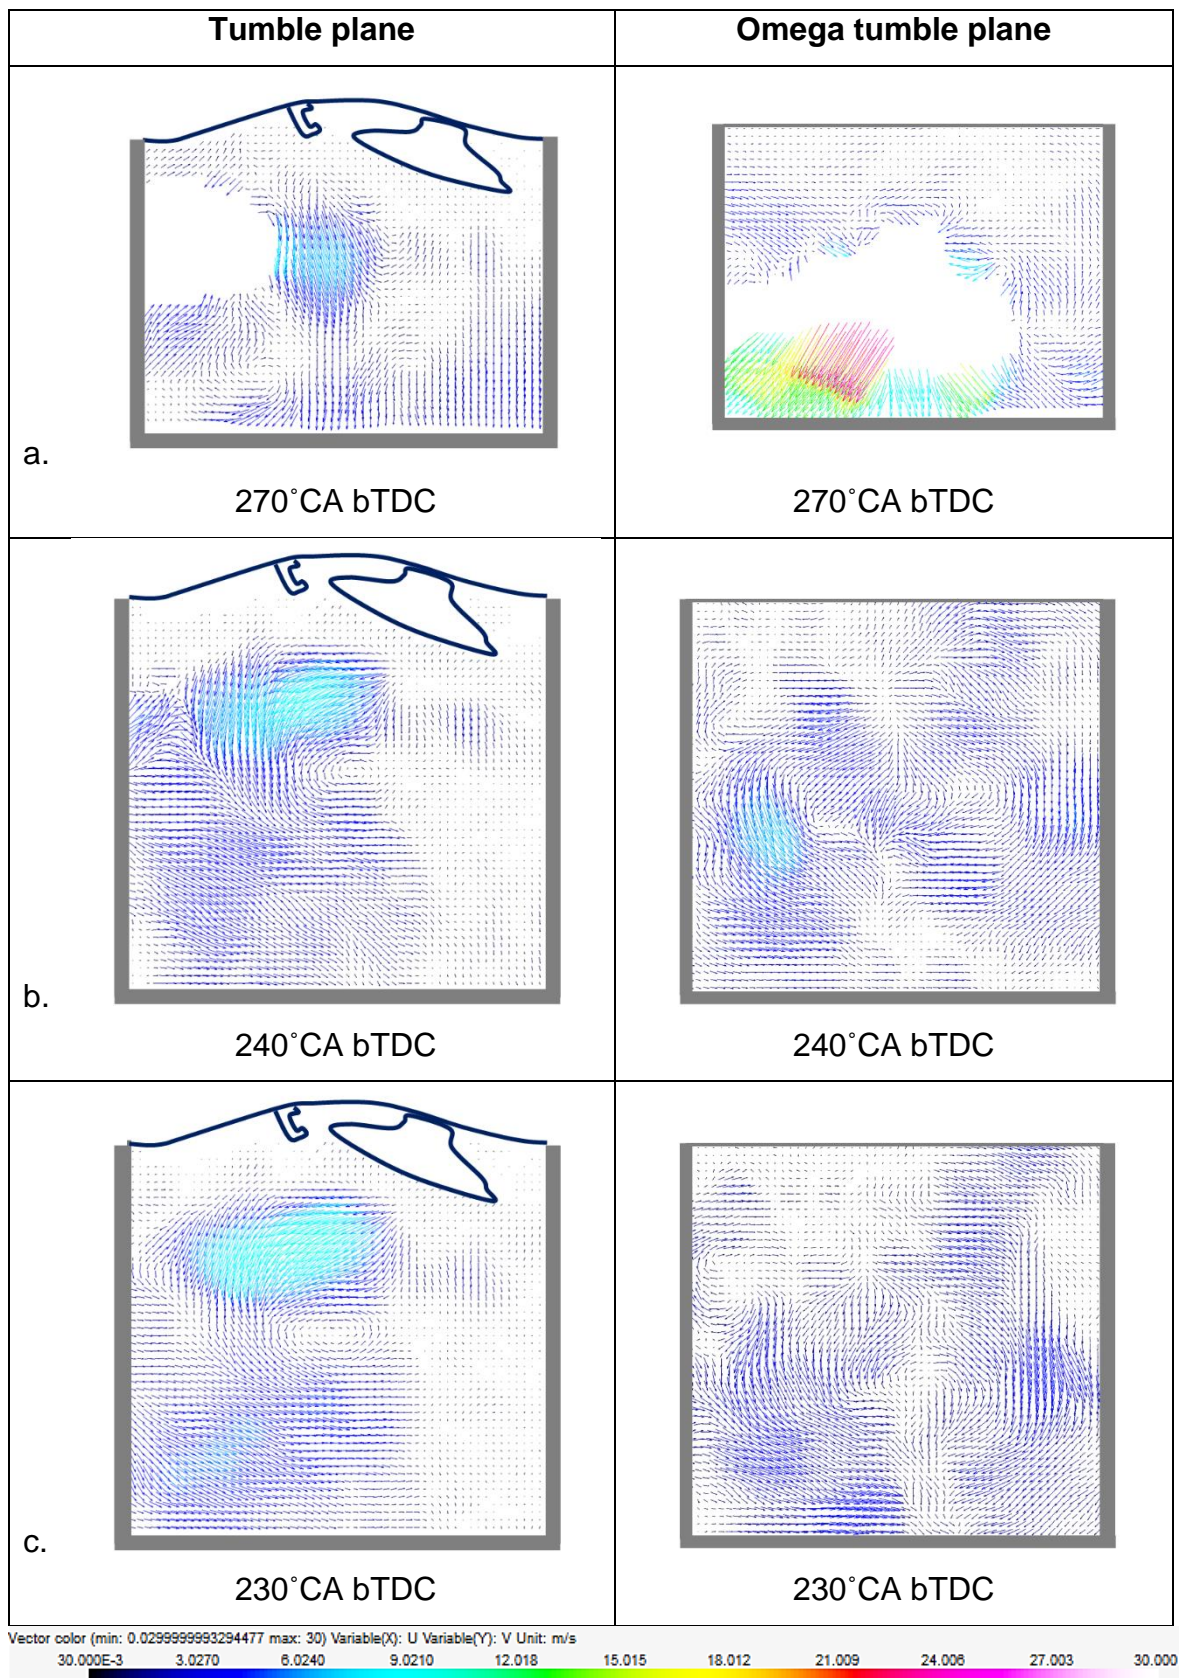 Tumble plane
Omega tumble plane
a.
270˚CA bTDC
270˚CA bTDC
b.
240˚CA bTDC
240˚CA bTDC
c.
230˚CA bTDC
230˚CA bTDC
Vector color (min: 0.0299999993294477 max: 30) Variable(X): U Variable(Y): V Unit: m/s
30.000E-3 3.0270 6.0240 9.0210 12.018 15.015 18.012 21.009 24.006 27.003 30.000